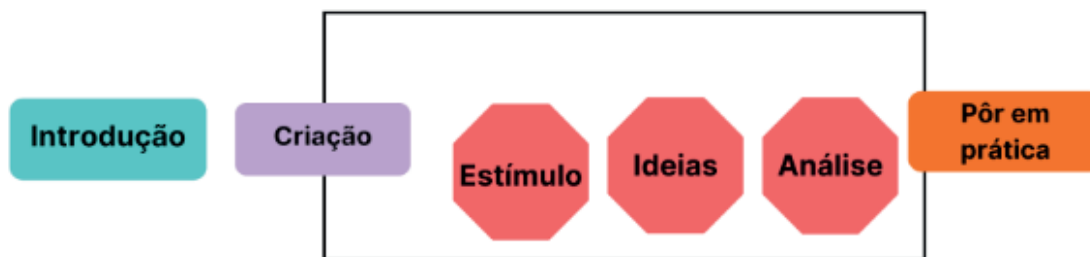 Introdução
Criação
Estímulo
Ideias
Análise
Pôr em
prática